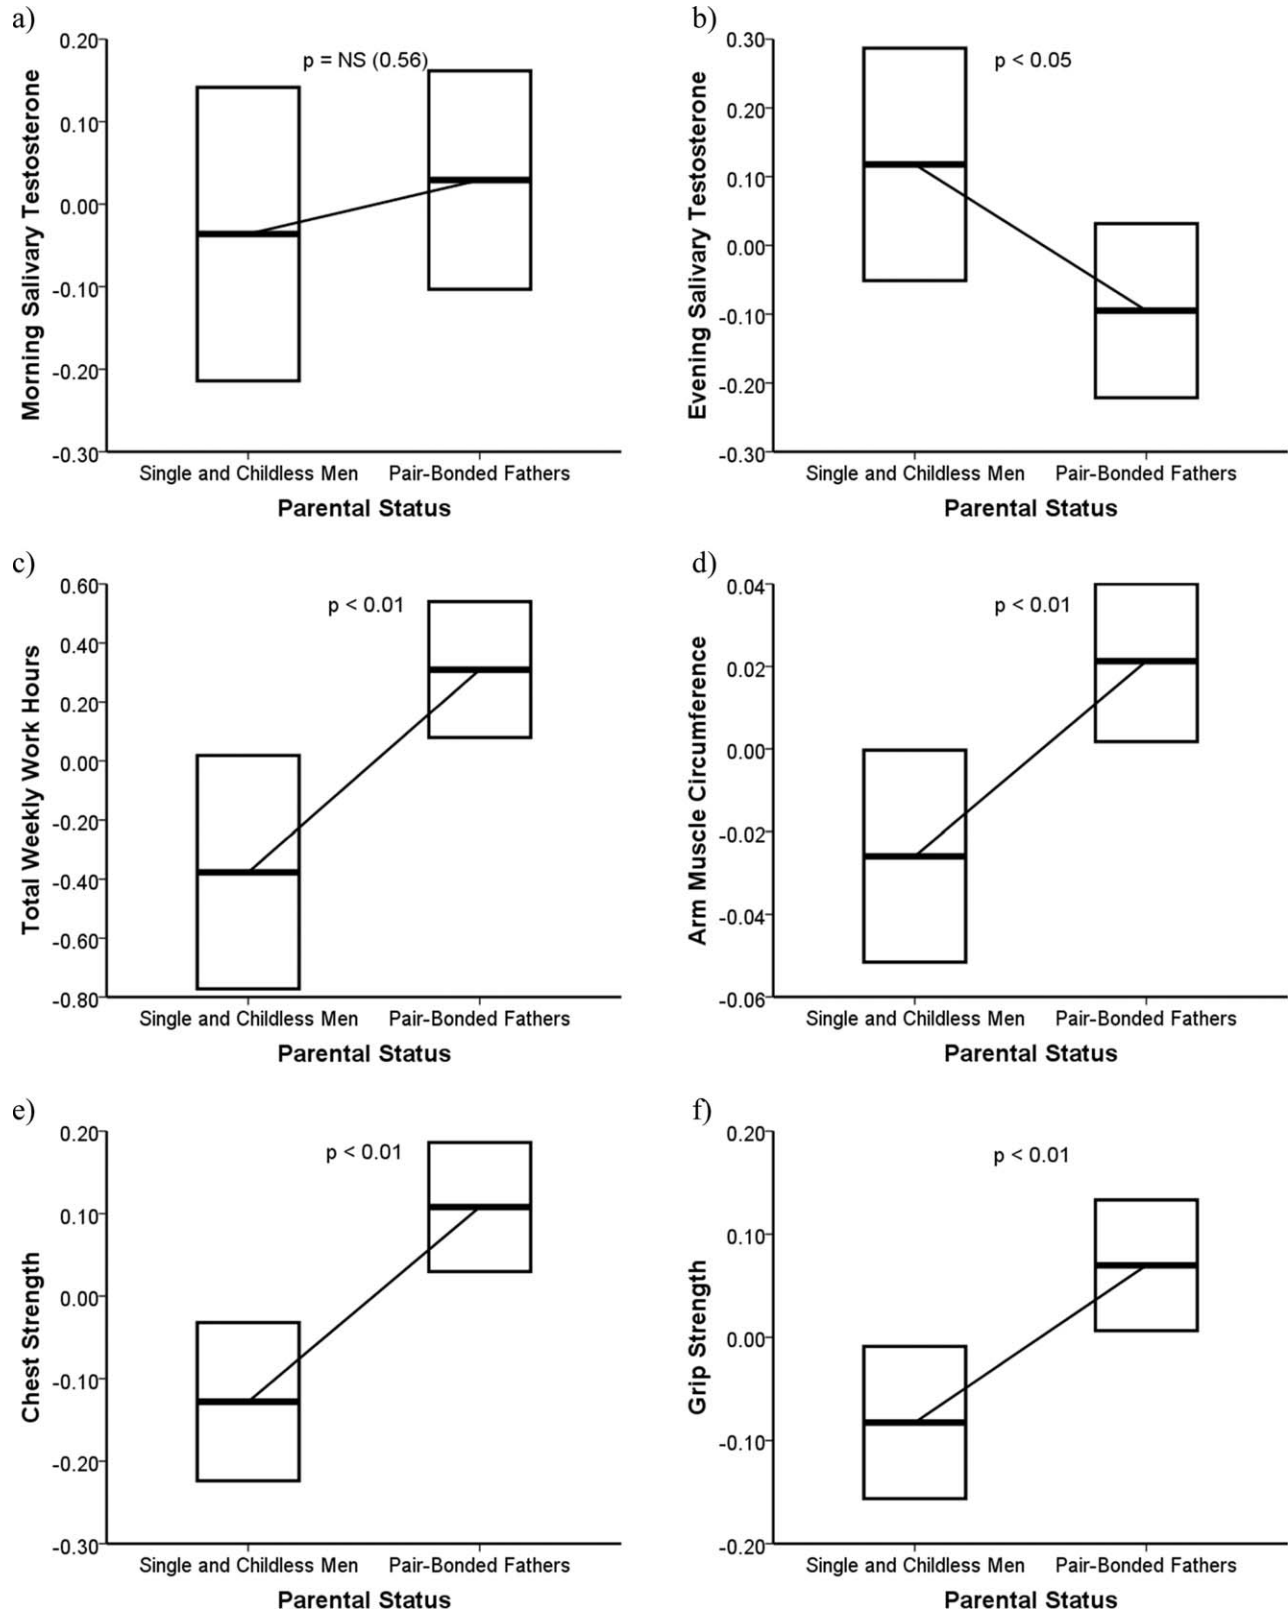 a)
0.20
0.10
0.00
-0.10
-0.20
-0.30
Morning Salivary Testosterone
p = NS (0.56)
Single and Childless Men
Pair-Bonded Fathers
Parental Status
b)
0.30
0.20
0.10
0.00
-0.10
-0.20
-0.30
Evening Salivary Testosterone
p < 0.05
Single and Childless Men
Pair-Bonded Fathers
Parental Status
c)
0.60
0.40
0.20
0.00
-0.20
-0.40
-0.60
-0.80
Total Weekly Work Hours
p < 0.01
Single and Childless Men
Pair-Bonded Fathers
Parental Status
d)
0.04
0.02
0.00
-0.02
-0.04
-0.06
Arm Muscle Circumference
p < 0.01
Single and Childless Men
Pair-Bonded Fathers
Parental Status
e)
0.20
0.10
0.00
-0.10
-0.20
-0.30
Chest Strength
p < 0.01
Single and Childless Men
Pair-Bonded Fathers
Parental Status
f)
0.20
0.10
0.00
-0.10
-0.20
Grip Strength
p < 0.01
Single and Childless Men
Pair-Bonded Fathers
Parental Status